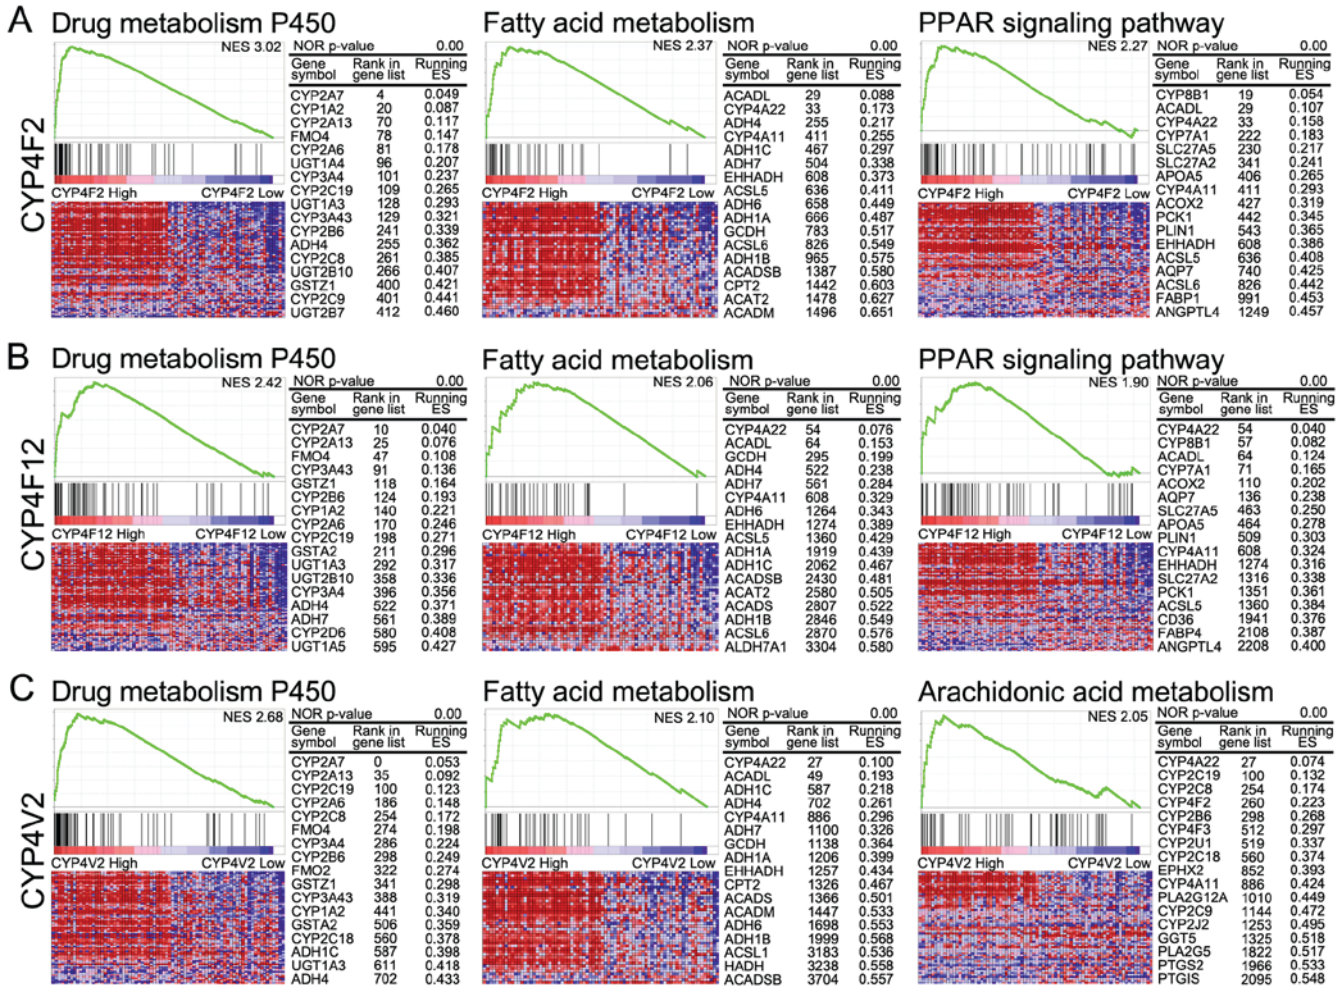 A
Drug metabolism P450
Fatty acid metabolism
PPAR signaling pathway
CYP4F2
NES 3.02
NOR p-value 0.00
Gene symbol Rank in gene list Running ES
CYP2A7 4 0.049
CYP1A2 20 0.087
CYP2A13 70 0.117
FMO4 78 0.147
CYP2A6 81 0.178
UGT1A4 96 0.207
CYP3A4 101 0.237
CYP2C19 109 0.265
UGT1A3 128 0.293
CYP3A43 129 0.321
CYP2B6 241 0.339
ADH4 255 0.362
CYP2C8 261 0.385
UGT2B10 266 0.407
GSTZ1 400 0.421
CYP2C9 401 0.441
UGT2B7 412 0.460
CYP4F2 High CYP4F2 Low
NES 2.37
NOR p-value 0.00
Gene symbol Rank in gene list Running ES
ACADL 29 0.088
CYP4A22 33 0.173
ADH4 255 0.217
CYP4A11 411 0.255
ADH1C 467 0.297
ADH7 504 0.338
EHHADH 608 0.373
ACSL5 636 0.411
ADH6 658 0.449
ADH1A 666 0.487
GCDH 783 0.517
ACSL6 826 0.549
ADH1B 965 0.575
ACADSB 1387 0.580
CPT2 1442 0.603
ACAT2 1478 0.627
ACADM 1496 0.651
CYP4F2 High CYP4F2 Low
NES 2.27
NOR p-value 0.00
Gene symbol Rank in gene list Running ES
CYP8B1 19 0.054
ACADL 29 0.107
CYP4A22 33 0.158
CYP7A1 222 0.183
SLC27A5 230 0.217
SLC27A2 341 0.241
APOA5 406 0.265
CYP4A11 411 0.293
ACOX2 427 0.319
PCK1 442 0.345
PLIN1 543 0.365
EHHADH 608 0.386
ACSL5 636 0.408
AQP7 740 0.425
ACSL6 826 0.442
FABP1 991 0.453
ANGPTL4 1249 0.457
CYP4F2 High CYP4F2 Low
B
Drug metabolism P450
Fatty acid metabolism
PPAR signaling pathway
CYP4F12
NES 2.42
NOR p-value 0.00
Gene symbol Rank in gene list Running ES
CYP2A7 10 0.040
CYP2A13 25 0.076
FMO4 47 0.108
CYP3A43 91 0.136
GSTZ1 118 0.164
CYP2B6 124 0.193
CYP1A2 140 0.221
CYP2A6 170 0.246
CYP2C19 198 0.271
GSTA2 211 0.296
UGT1A3 292 0.317
UGT2B10 358 0.336
CYP3A4 396 0.356
ADH4 522 0.371
ADH7 561 0.389
CYP2D6 580 0.408
UGT1A5 595 0.427
CYP4F12 High CYP4F12 Low
NES 2.06
NOR p-value 0.00
Gene symbol Rank in gene list Running ES
CYP4A22 54 0.076
ACADL 64 0.153
GCDH 295 0.199
ADH4 522 0.238
ADH7 561 0.284
CYP4A11 608 0.329
ADH6 1264 0.343
EHHADH 1274 0.389
ACSL5 1360 0.429
ADH1A 1919 0.439
ADH1C 2062 0.467
ACADSB 2430 0.481
ACAT2 2580 0.505
ACADS 2807 0.522
ADH1B 2846 0.549
ACSL6 2870 0.576
ALDH7A1 3304 0.580
CYP4F12 High CYP4F12 Low
NES 1.90
NOR p-value 0.00
Gene symbol Rank in gene list Running ES
CYP4A22 54 0.040
CYP8B1 57 0.082
ACADL 64 0.124
CYP7A1 71 0.165
ACOX2 110 0.202
AQP7 136 0.238
SLC27A5 463 0.250
APOA5 464 0.278
PLIN1 509 0.303
CYP4A11 608 0.324
EHHADH 1274 0.316
SLC27A2 1316 0.338
PCK1 1351 0.361
ACSL5 1360 0.384
CD36 1941 0.376
FABP4 2108 0.387
ANGPTL4 2208 0.400
CYP4F12 High CYP4F12 Low
C
Drug metabolism P450
Fatty acid metabolism
Arachidonic acid metabolism
CYP4V2
NES 2.68
NOR p-value 0.00
Gene symbol Rank in gene list Running ES
CYP2A7 0 0.053
CYP2A13 35 0.092
CYP2C19 100 0.123
CYP2A6 186 0.148
CYP2C8 254 0.172
FMO4 274 0.198
CYP3A4 286 0.224
CYP2B6 298 0.249
FMO2 322 0.274
GSTZ1 341 0.298
CYP3A43 388 0.319
CYP1A2 441 0.340
GSTA2 506 0.359
CYP2C18 560 0.378
ADH1C 587 0.398
UGT1A3 611 0.418
ADH4 702 0.433
CYP4V2 High CYP4V2 Low
NES 2.10
NOR p-value 0.00
Gene symbol Rank in gene list Running ES
CYP4A22 27 0.100
ACADL 49 0.193
ADH1C 587 0.218
ADH4 702 0.261
CYP4A11 886 0.296
ADH7 1100 0.326
GCDH 1138 0.364
ADH1A 1206 0.399
EHHADH 1257 0.434
CPT2 1326 0.467
ACADS 1366 0.501
ACADM 1447 0.533
ADH6 1698 0.553
ADH1B 1999 0.568
ACSL1 3183 0.536
HADH 3238 0.558
ACADSB 3704 0.557
CYP4V2 High CYP4V2 Low
NES 2.05
NOR p-value 0.00
Gene symbol Rank in gene list Running ES
CYP4A22 27 0.074
CYP2C19 100 0.132
CYP2C8 254 0.174
CYP4F2 260 0.223
CYP2B6 298 0.268
CYP4F3 512 0.297
CYP2U1 519 0.337
CYP2C18 560 0.374
EPHX2 852 0.393
CYP4A11 886 0.424
PLA2G12A 1010 0.449
CYP2C9 1144 0.472
CYP2J2 1253 0.495
GGT5 1325 0.518
PLA2G5 1822 0.517
PTGS2 1966 0.533
PTGIS 2095 0.548
CYP4V2 High CYP4V2 Low